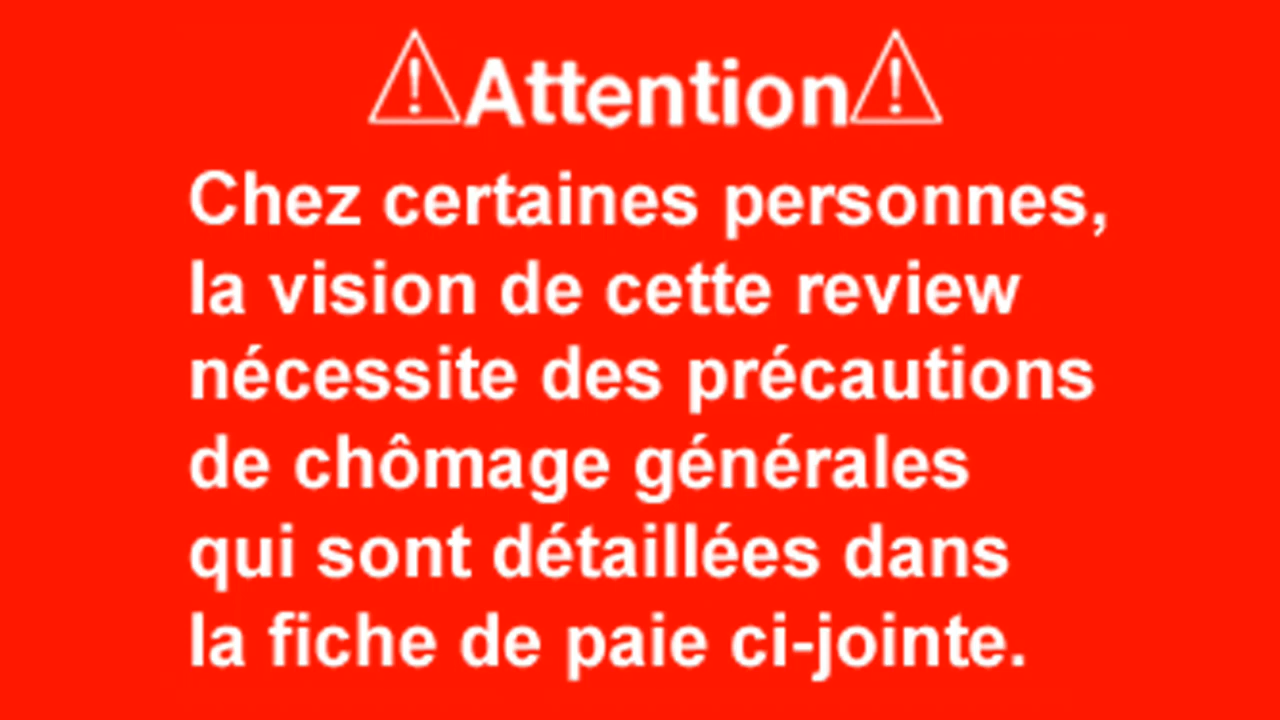 ⚠Attention⚠
Chez certaines personnes,
la vision de cette review
nécessite des précautions
de chômage générales
qui sont détaillées dans
la fiche de paie ci-jointe.